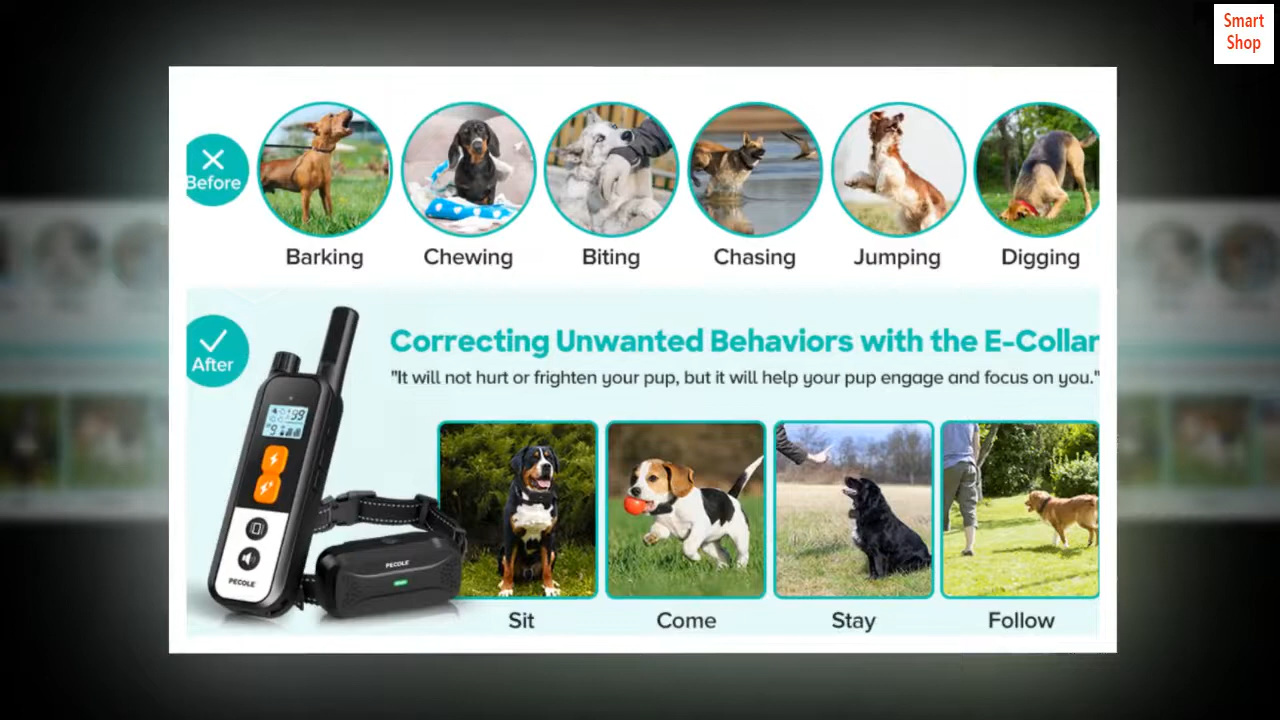 Smart
Shop
Before
Barking
Chewing
Biting
Chasing
Jumping
Digging
After
Correcting Unwanted Behaviors with the E-Collar
"It will not hurt or frighten your pup, but it will help your pup engage and focus on you."
99
9
PECOLE
PECOLE
Sit
Come
Stay
Follow